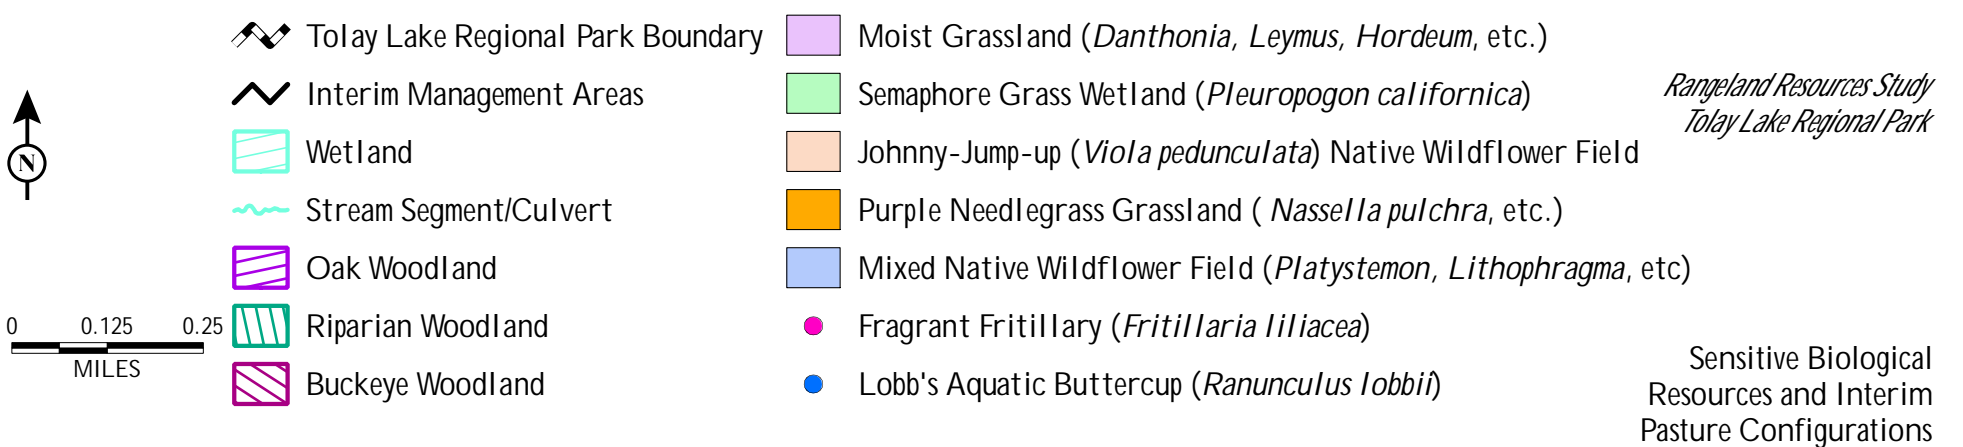 N
0 0.125 0.25
MILES
Tolay Lake Regional Park Boundary
Interim Management Areas
Wetland
Stream Segment/Culvert
Oak Woodland
Riparian Woodland
Buckeye Woodland
Moist Grassland (Danthonia, Leymus, Hordeum, etc.)
Semaphore Grass Wetland (Pleuropogon californica)
Johnny-Jump-up (Viola pedunculata) Native Wildflower Field
Purple Needlegrass Grassland ( Nassella pulchra, etc.)
Mixed Native Wildflower Field (Platystemon, Lithophragma, etc)
Fragrant Fritillary (Fritillaria liliacea)
Lobb's Aquatic Buttercup (Ranunculus lobbii)
Rangeland Resources Study
Tolay Lake Regional Park
Sensitive Biological
Resources and Interim
Pasture Configurations